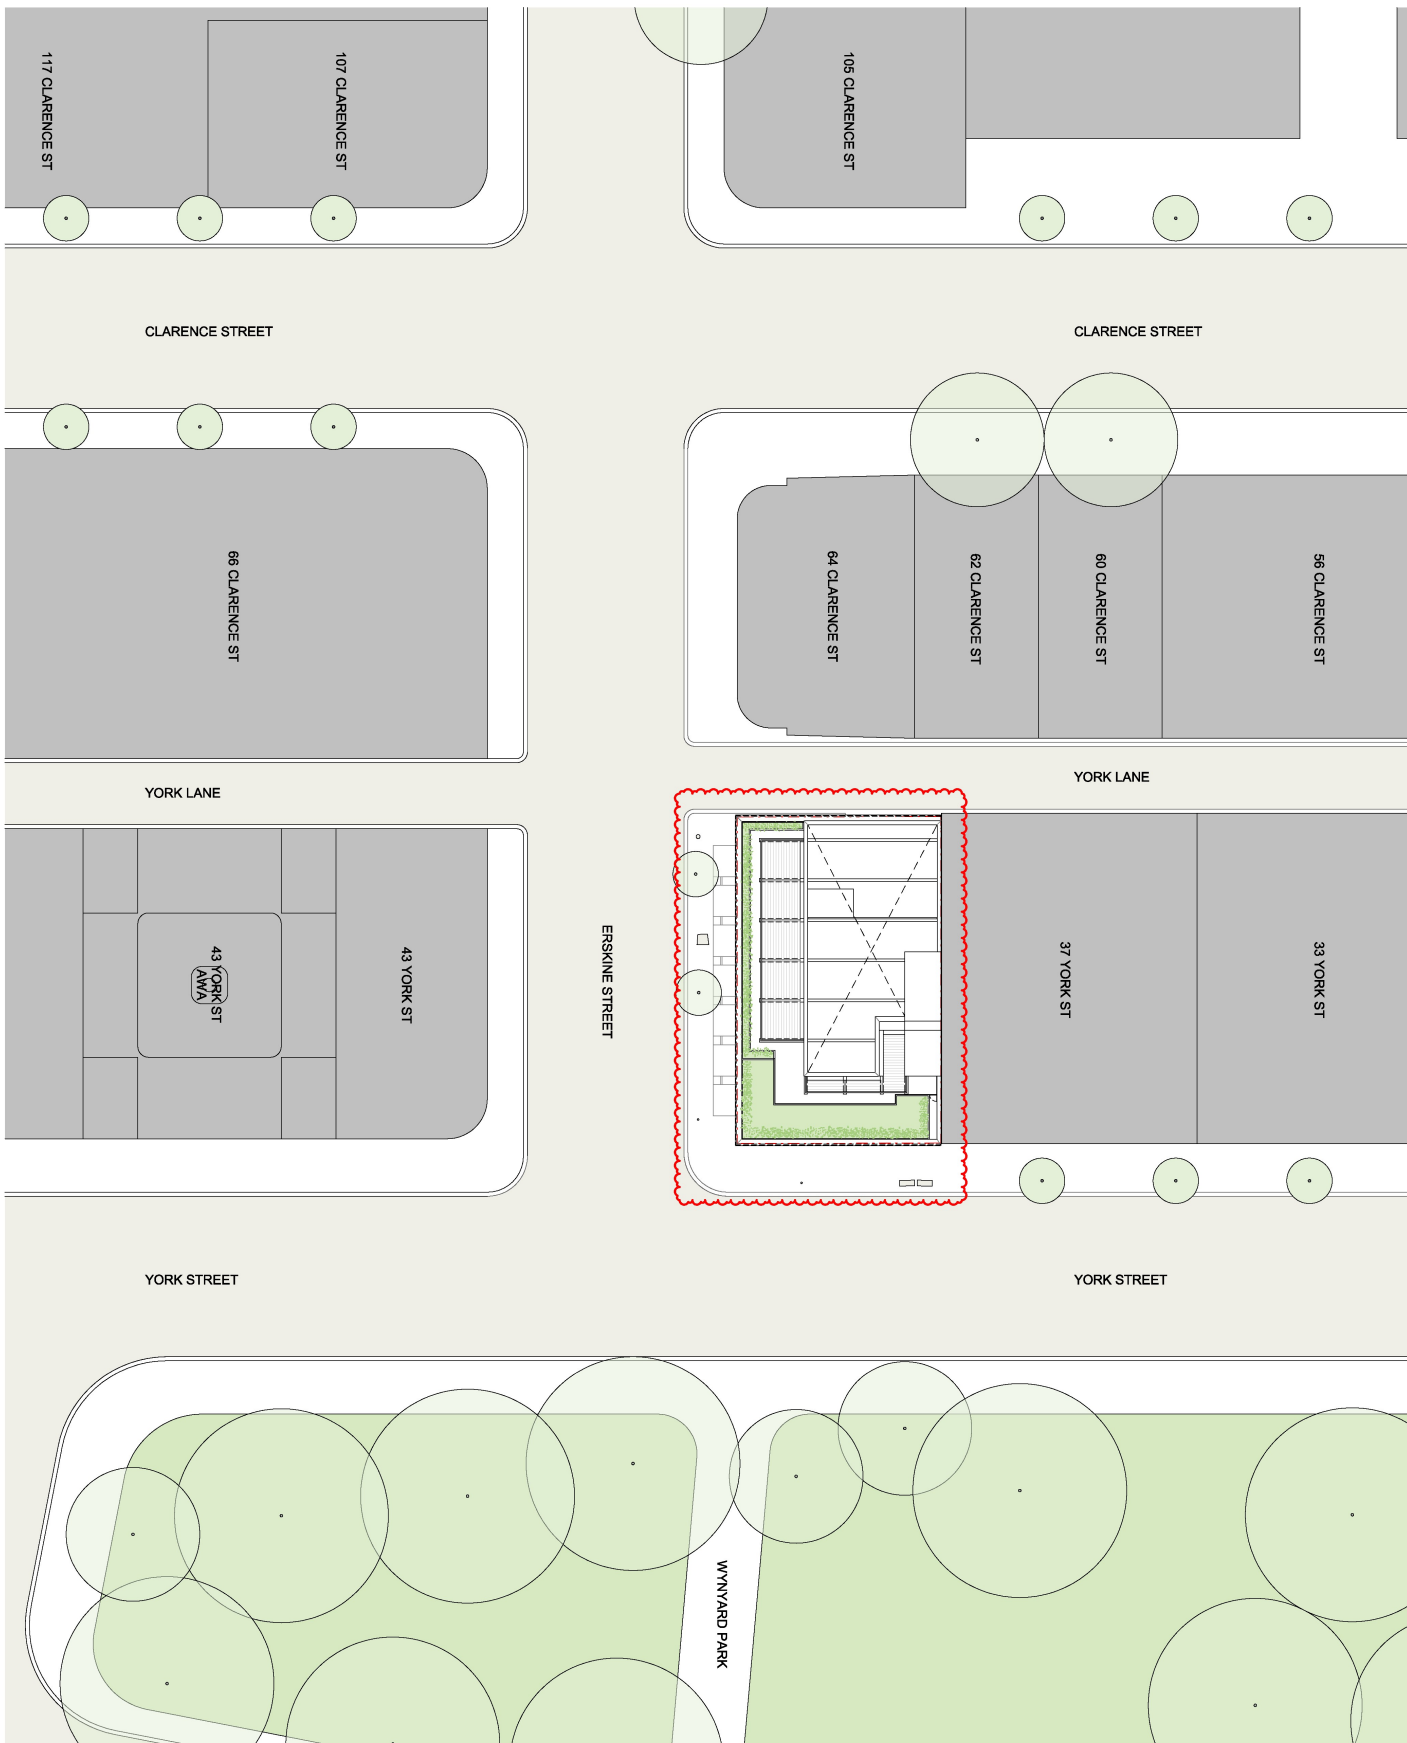 117 CLARENCE ST
107 CLARENCE ST
105 CLARENCE ST
CLARENCE STREET
CLARENCE STREET
66 CLARENCE ST
64 CLARENCE ST
62 CLARENCE ST
60 CLARENCE ST
56 CLARENCE ST
YORK LANE
YORK LANE
43 YORK ST
AWA
43 YORK ST
ERSKINE STREET
37 YORK ST
33 YORK ST
YORK STREET
YORK STREET
WYNYARD PARK